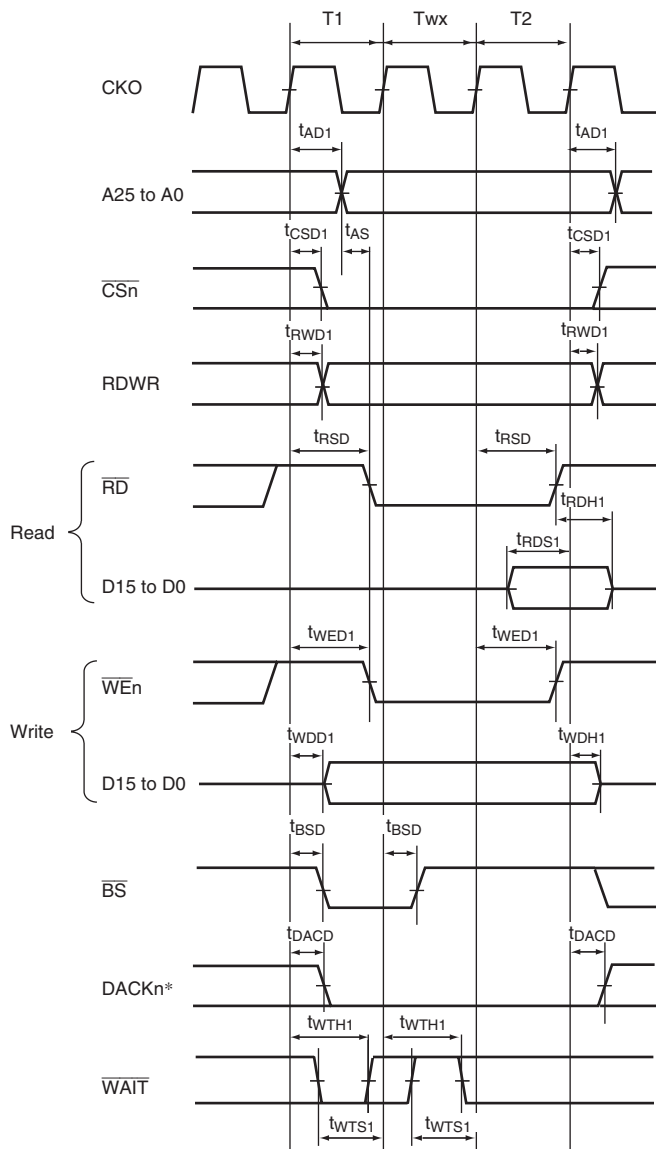 T1 Twx T2
CKO
tAD1 tAD1
A25 to A0
tCSD1 tAS tCSD1
CSn
tRWD1 tRWD1
RDWR
tRSD tRSD
RD
tRDH1
Read
tRDS1
D15 to D0
tWED1 tWED1
WEn
Write
tWDD1 tWDH1
D15 to D0
tBSD tBSD
BS
tDACD tDACD
DACKn*
tWTH1 tWTH1
WAIT
tWTS1 tWTS1